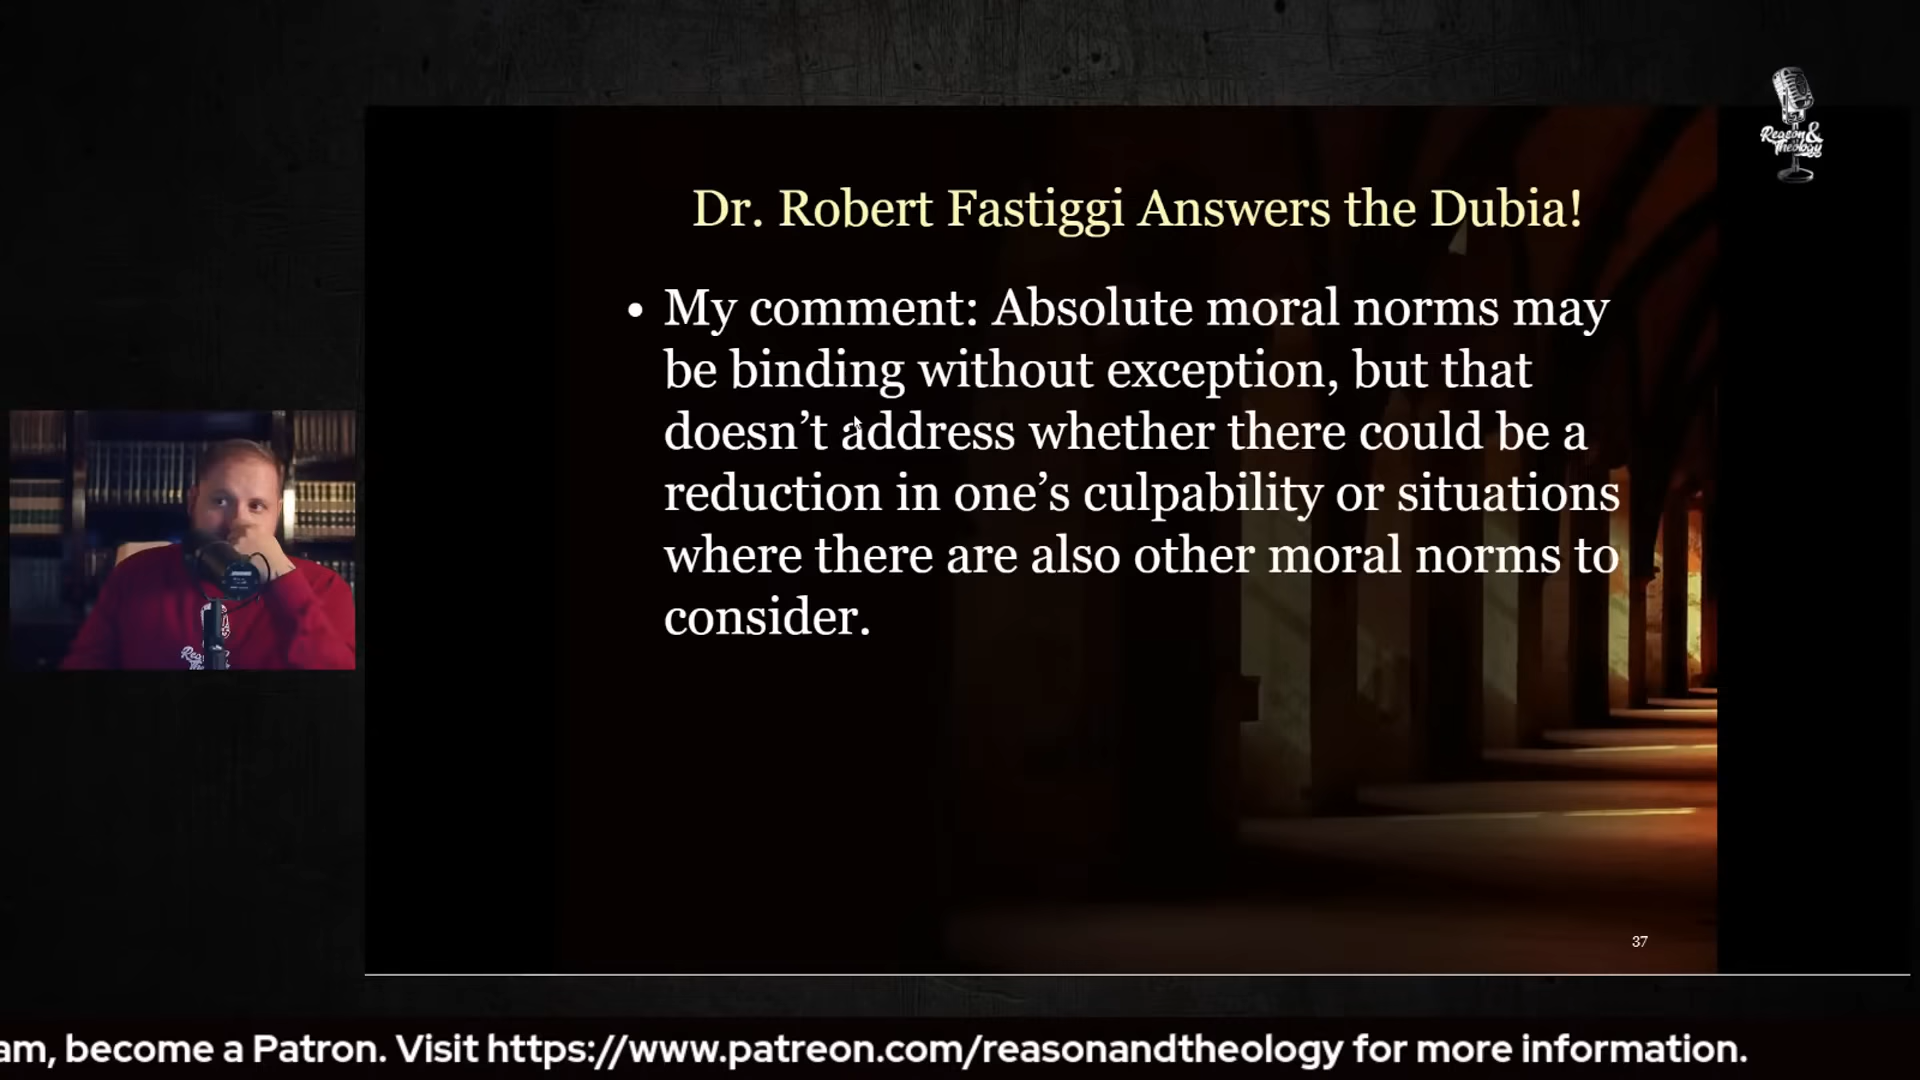 Reason &
Theology
Dr. Robert Fastiggi Answers the Dubia!
• My comment: Absolute moral norms may
be binding without exception, but that
doesn’t address whether there could be a
reduction in one’s culpability or situations
where there are also other moral norms to
consider.
37
am, become a Patron. Visit https://www.patreon.com/reasonandtheology for more information.